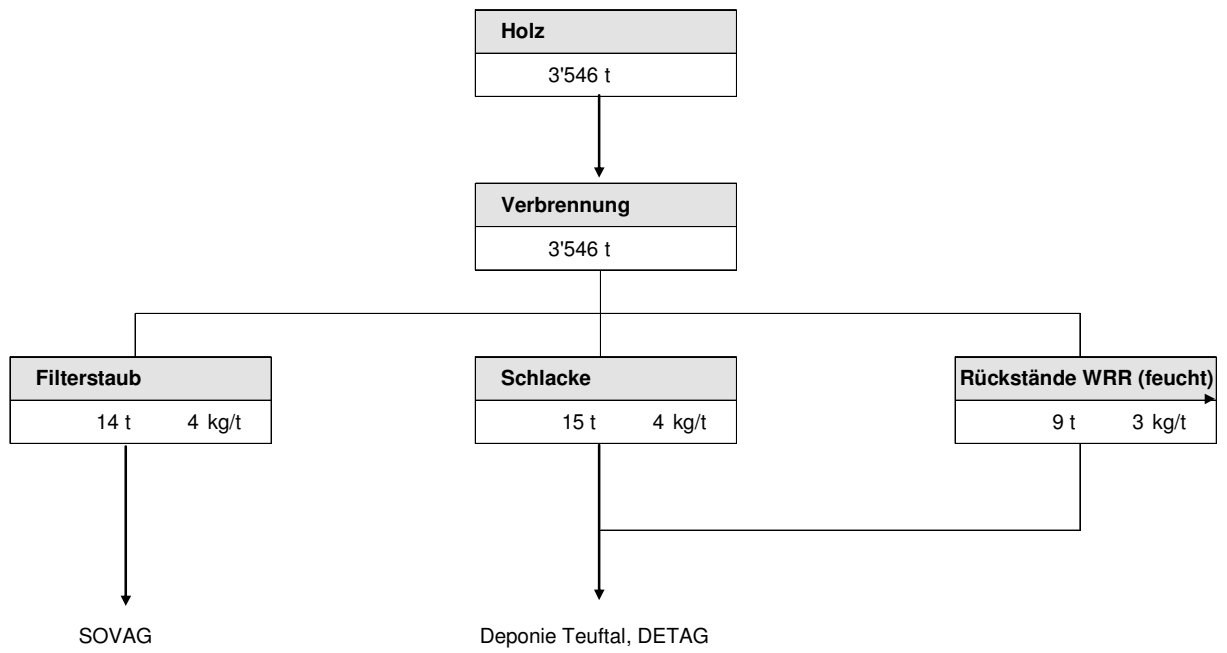 Holz
3'546 t
Verbrennung
3'546 t
Filterstaub
14 t 4 kg/t
Schlacke
15 t 4 kg/t
Rückstände WRR (feucht)
9 t 3 kg/t
SOVAG
Deponie Teuftal, DETAG